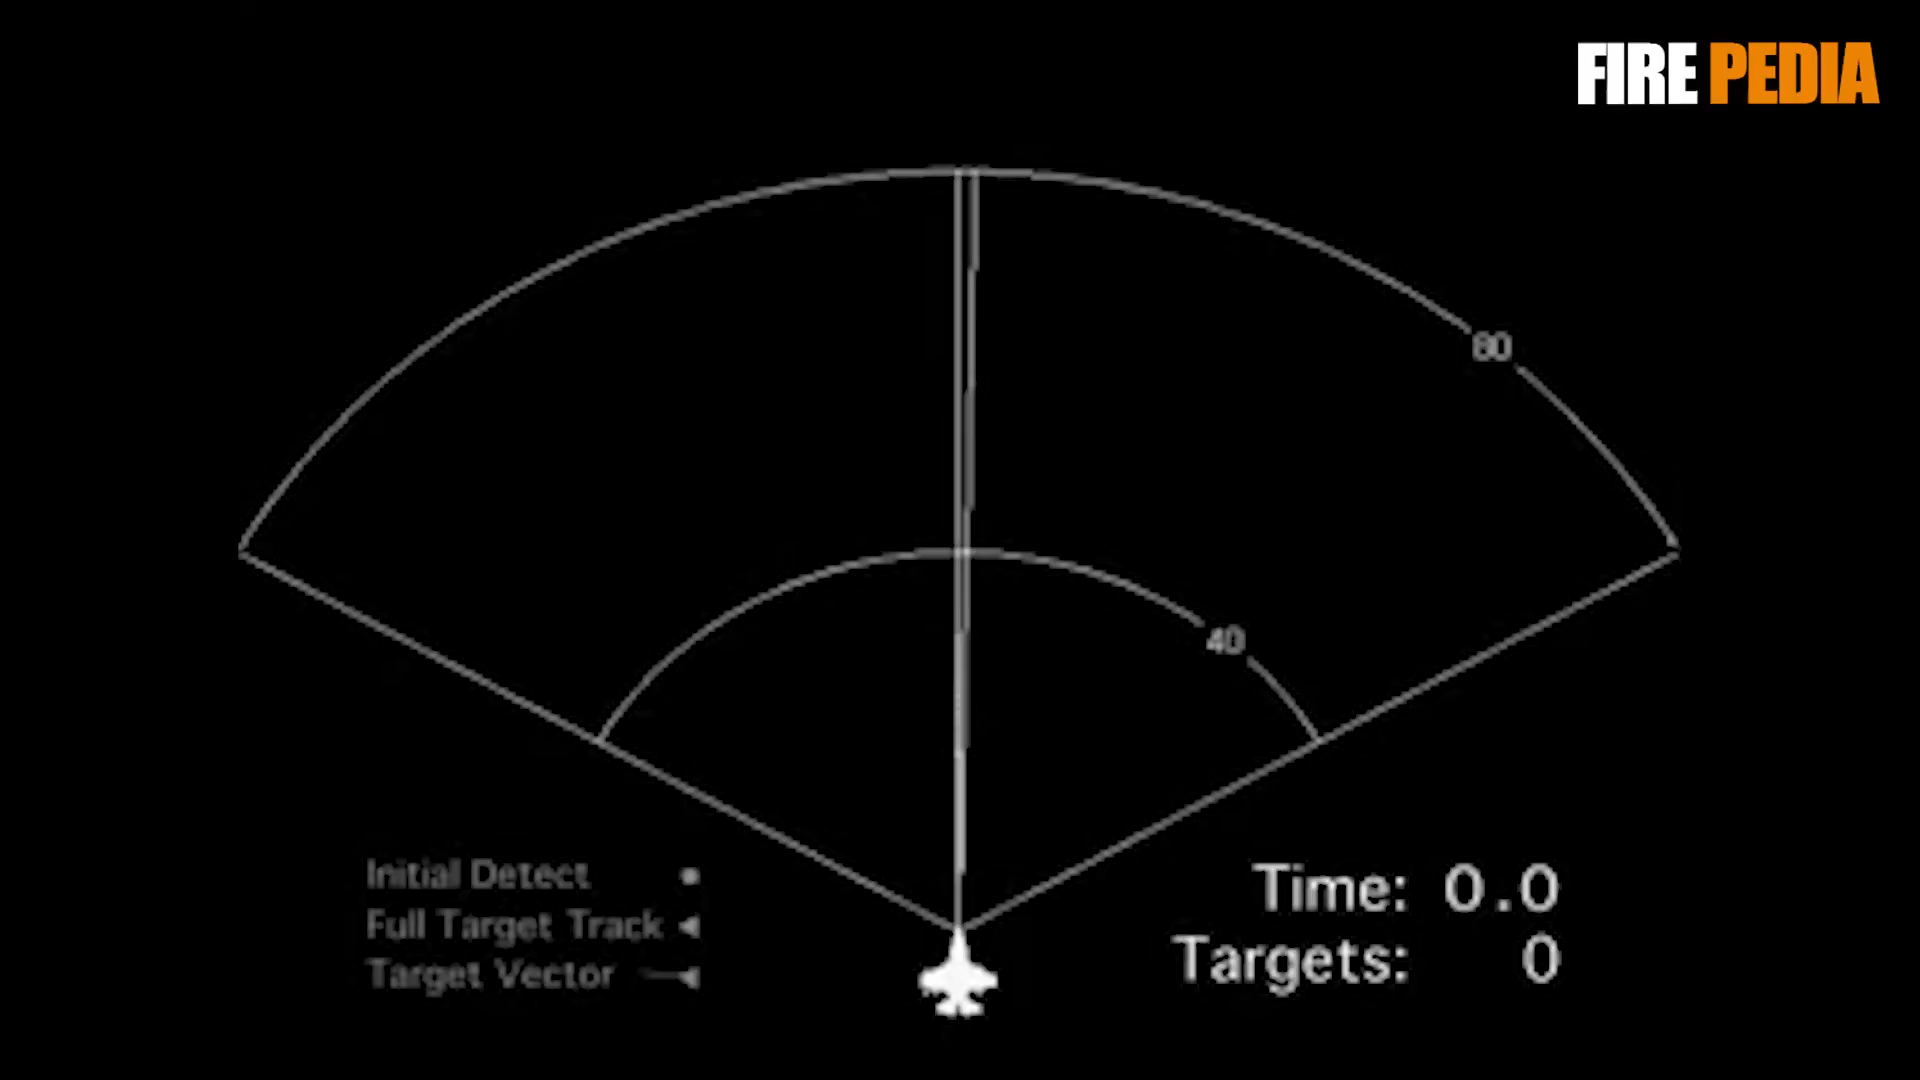 FIRE PEDIA
80
40
Initial Detect
Full Target Track
Target Vector
Time: 0.0
Targets: 0